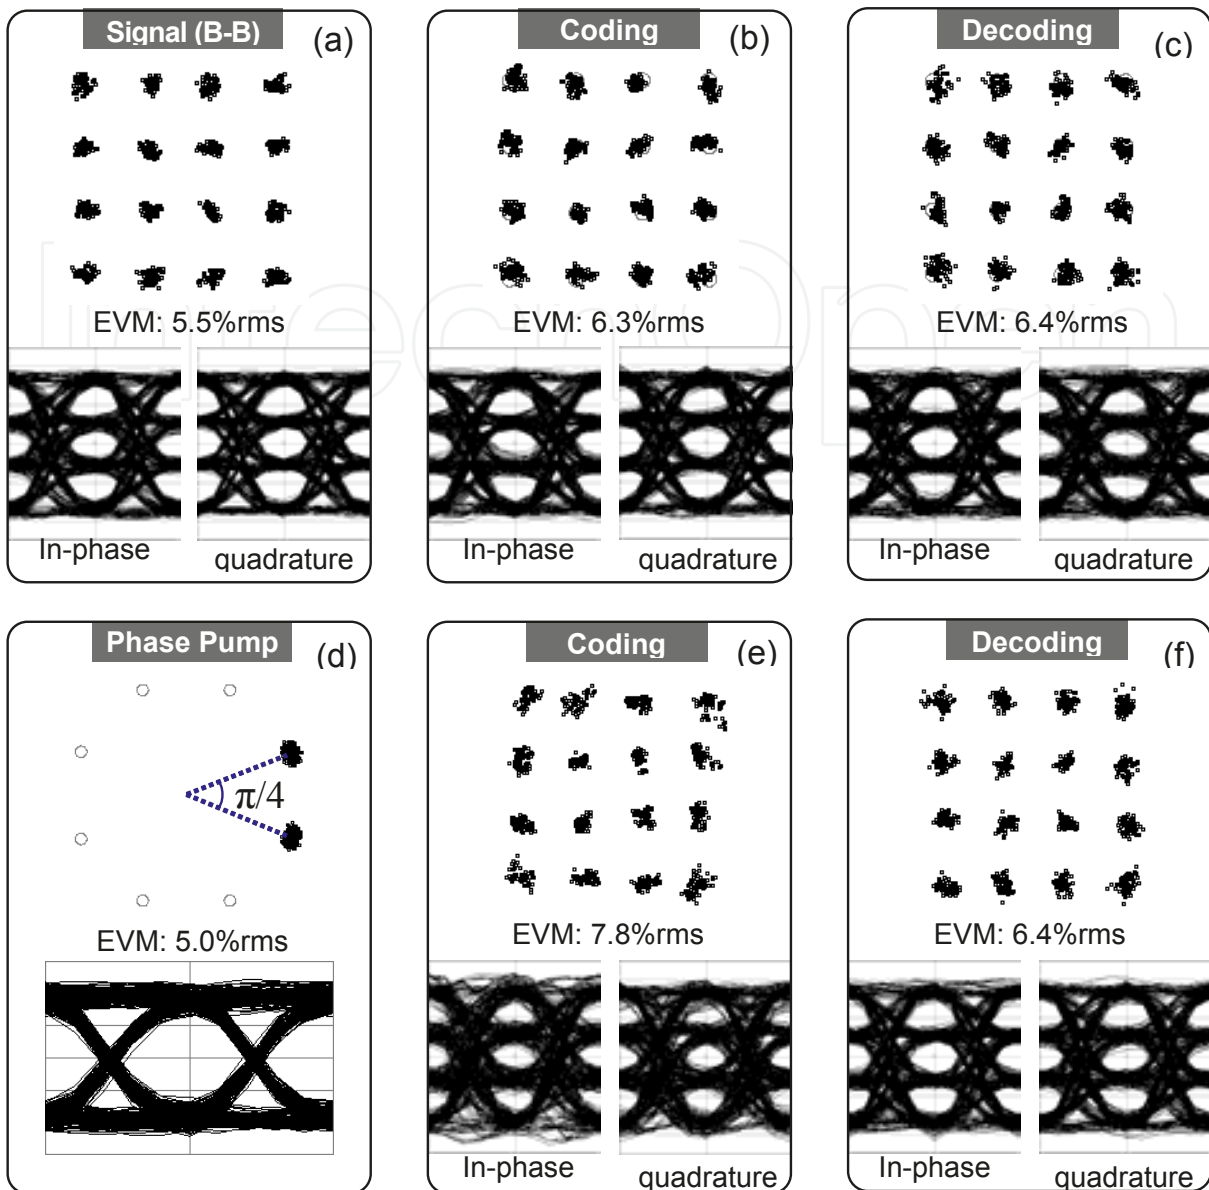 Signal (B-B)
(a)
EVM: 5.5%rms
In-phase
quadrature
Coding
(b)
EVM: 6.3%rms
In-phase
quadrature
Decoding
(c)
EVM: 6.4%rms
In-phase
quadrature
Phase Pump
(d)
π/4
EVM: 5.0%rms
Coding
(e)
EVM: 7.8%rms
In-phase
quadrature
Decoding
(f)
EVM: 6.4%rms
In-phase
quadrature